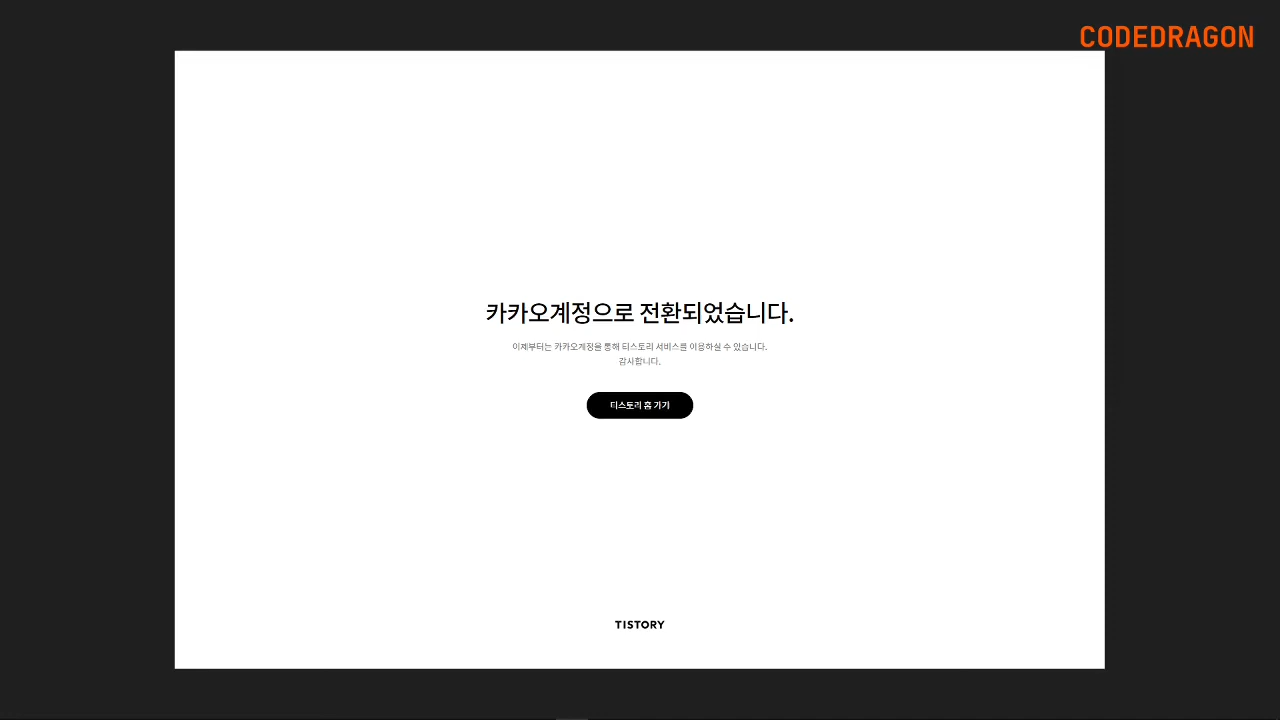 CODEDRAGON
카카오계정으로 전환되었습니다.
이제부터는 카카오계정을 통해 티스토리 서비스를 이용하실 수 있습니다.
감사합니다.
티스토리 홈 가기
TISTORY